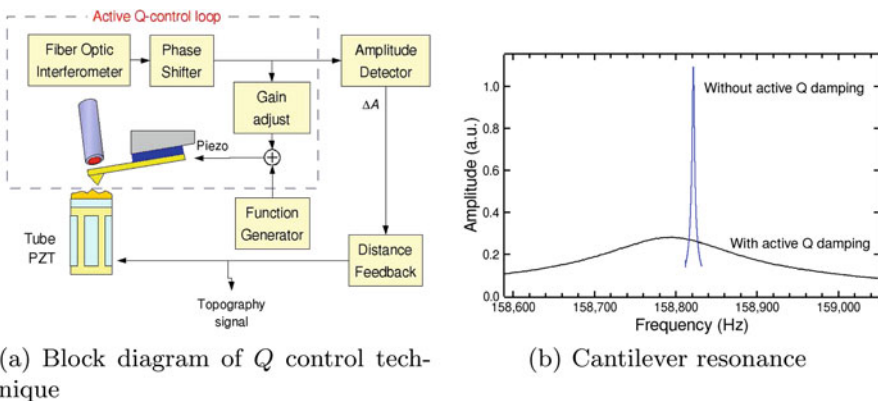 Active Q-control loop
Fiber Optic
Interferometer
Phase
Shifter
Amplitude
Detector
Gain
adjust
ΔA
Piezo
Function
Generator
Distance
Feedback
Tube
PZT
Topography
signal
(a) Block diagram of Q control tech-
nique
Amplitude (a.u.)
1.0
0.8
0.6
0.4
0.2
0.0
Without active Q damping
With active Q damping
158,600
158,700
158,800
158,900
159,000
Frequency (Hz)
(b) Cantilever resonance